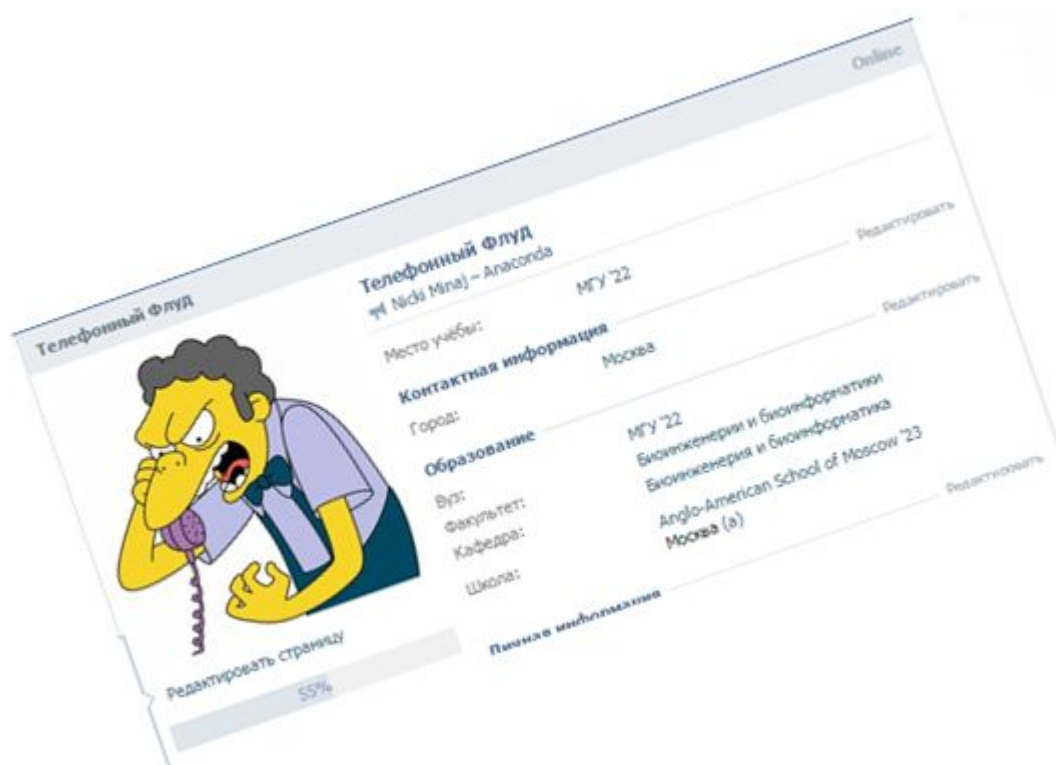 Телефонный Флуд
Online
Телефонный Флуд
Nicki Minaj – Anaconda
Место учёбы: МГУ '22
Контактная информация Редактировать
Город: Москва
Образование Редактировать
Вуз: МГУ '22
Факультет: Биоинженерии и биоинформатики
Кафедра: Биоинженерия и биоинформатика
Школа: Anglo-American School of Moscow '23
Москва (а)
Личная информация Редактировать
Редактировать страницу
55%